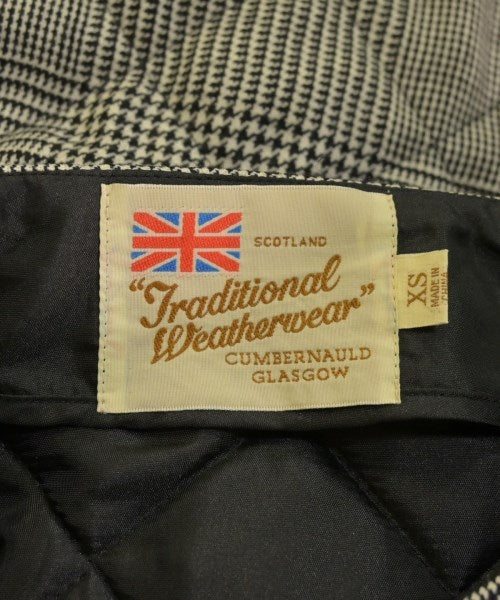 SCOTLAND
"Traditional
Weatherwear"
CUMBERNAULD
GLASGOW
XS
MADE IN
CHINA